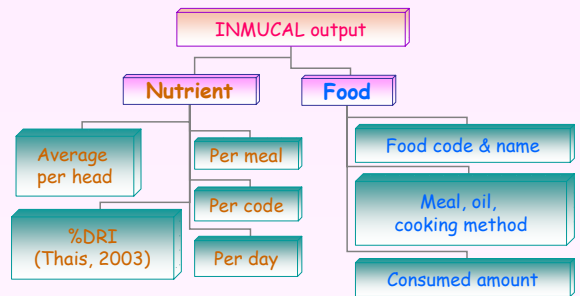 INMUCAL output
Nutrient
Food
Average
per head
Per meal
Per code
%DRI
(Thais, 2003)
Per day
Food code & name
Meal, oil,
cooking method
Consumed amount